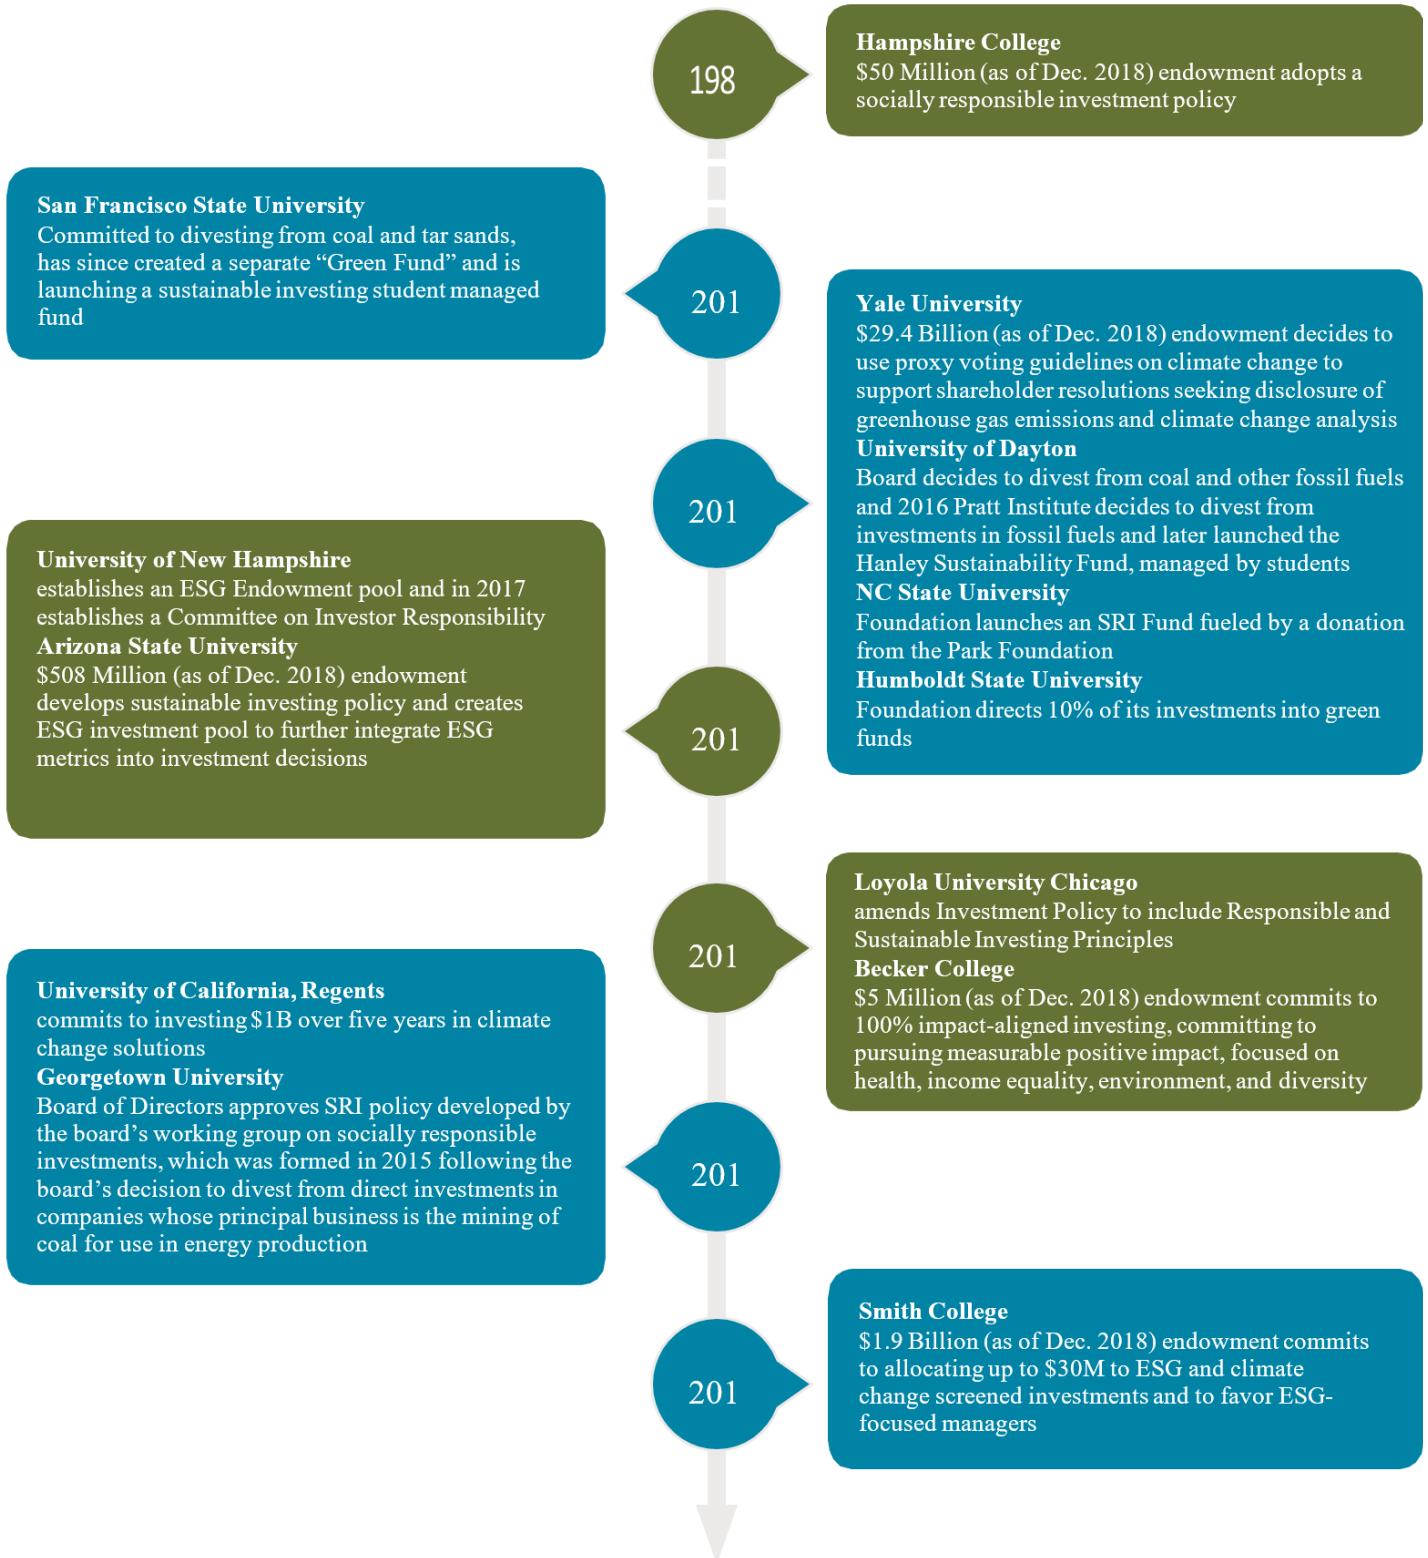 198
Hampshire College
$50 Million (as of Dec. 2018) endowment adopts a
socially responsible investment policy
San Francisco State University
Committed to divesting from coal and tar sands,
has since created a separate “Green Fund” and is
launching a sustainable investing student managed
fund
201
Yale University
$29.4 Billion (as of Dec. 2018) endowment decides to
use proxy voting guidelines on climate change to
support shareholder resolutions seeking disclosure of
greenhouse gas emissions and climate change analysis
University of Dayton
Board decides to divest from coal and other fossil fuels
and 2016 Pratt Institute decides to divest from
investments in fossil fuels and later launched the
Hanley Sustainability Fund, managed by students
NC State University
Foundation launches an SRI Fund fueled by a donation
from the Park Foundation
Humboldt State University
Foundation directs 10% of its investments into green
funds
201
University of New Hampshire
establishes an ESG Endowment pool and in 2017
establishes a Committee on Investor Responsibility
Arizona State University
$508 Million (as of Dec. 2018) endowment
develops sustainable investing policy and creates
ESG investment pool to further integrate ESG
metrics into investment decisions
201
Loyola University Chicago
amends Investment Policy to include Responsible and
Sustainable Investing Principles
Becker College
$5 Million (as of Dec. 2018) endowment commits to
100% impact-aligned investing, committing to
pursuing measurable positive impact, focused on
health, income equality, environment, and diversity
201
University of California, Regents
commits to investing $1B over five years in climate
change solutions
Georgetown University
Board of Directors approves SRI policy developed by
the board’s working group on socially responsible
investments, which was formed in 2015 following the
board’s decision to divest from direct investments in
companies whose principal business is the mining of
coal for use in energy production
201
Smith College
$1.9 Billion (as of Dec. 2018) endowment commits
to allocating up to $30M to ESG and climate
change screened investments and to favor ESG-
focused managers
201